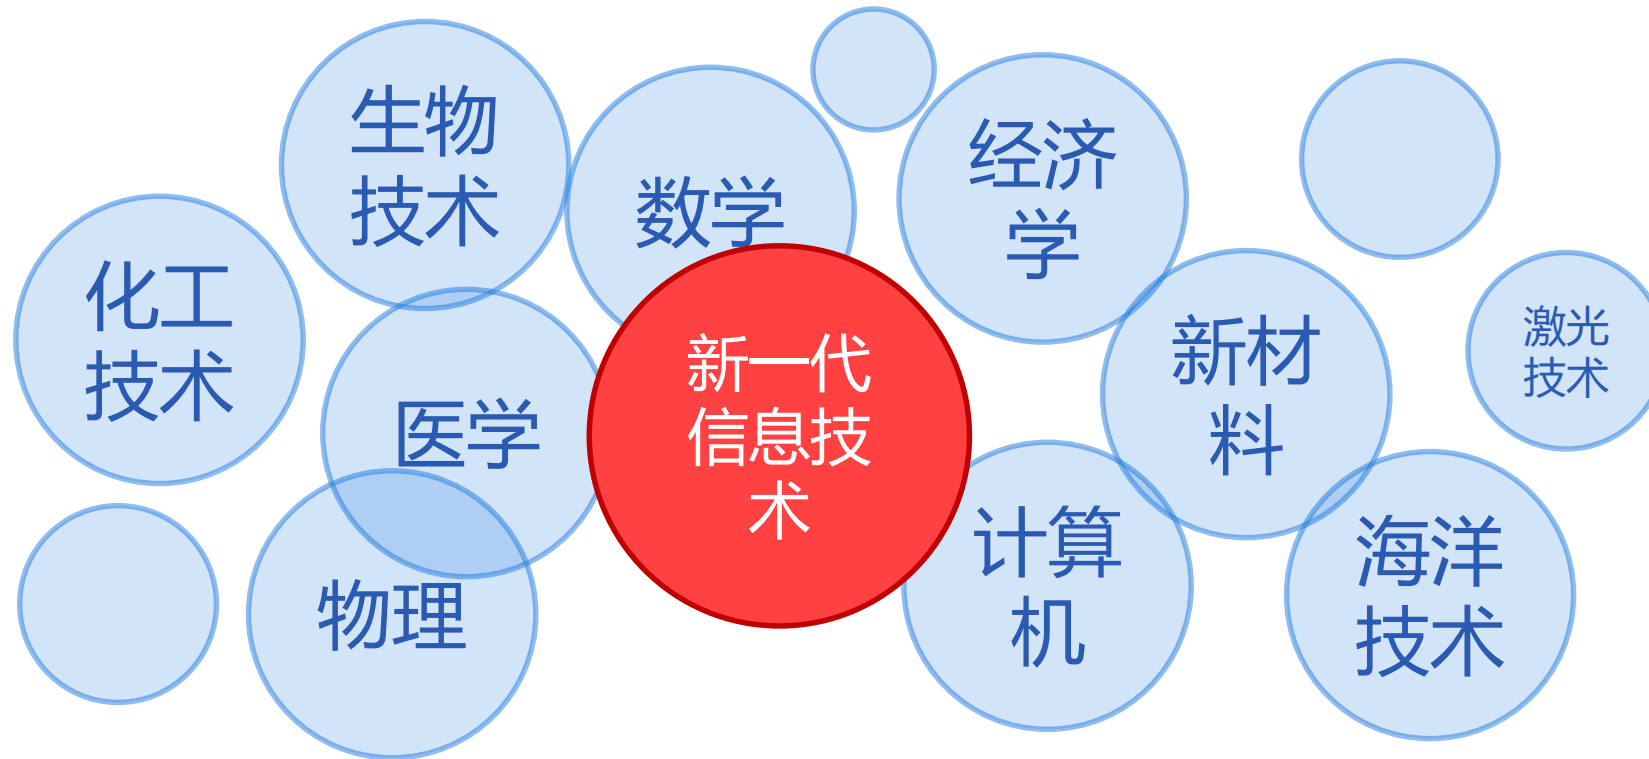 生物
技术
数学
经济
学
化工
技术
新一代
信息技
术
新材
料
激光
技术
医学
计算
机
海洋
技术
物理